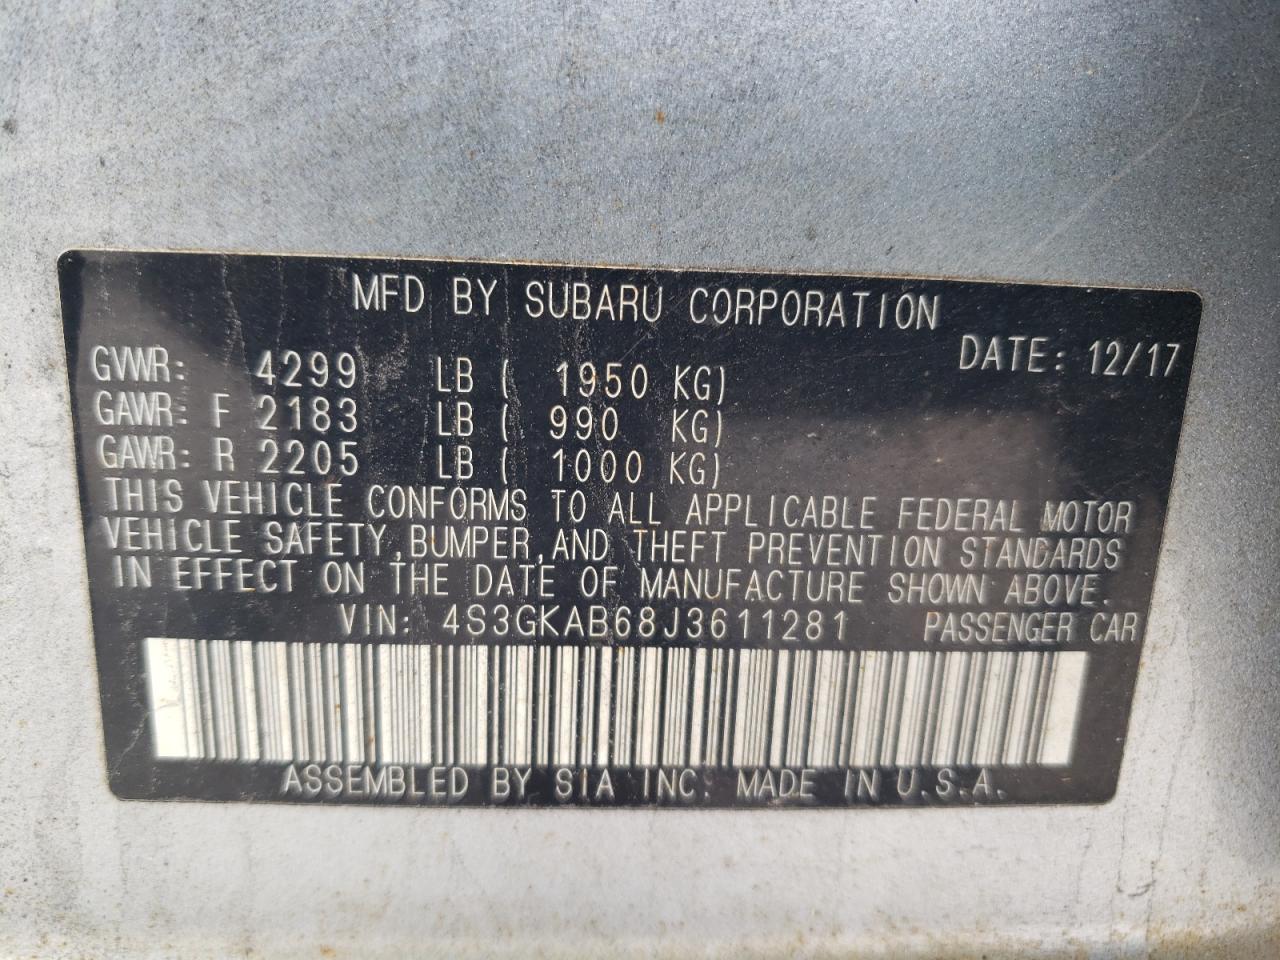 MFD BY SUBARU CORPORATION
DATE: 12/17
GVWR: 4299 LB ( 1950 KG)
GAWR: F 2183 LB ( 990 KG)
GAWR: R 2205 LB ( 1000 KG)
THIS VEHICLE CONFORMS TO ALL APPLICABLE FEDERAL MOTOR
VEHICLE SAFETY, BUMPER, AND THEFT PREVENTION STANDARDS
IN EFFECT ON THE DATE OF MANUFACTURE SHOWN ABOVE.
VIN: 4S3GKAB68J3611281 PASSENGER CAR
ASSEMBLED BY SIA INC. MADE IN U.S.A.